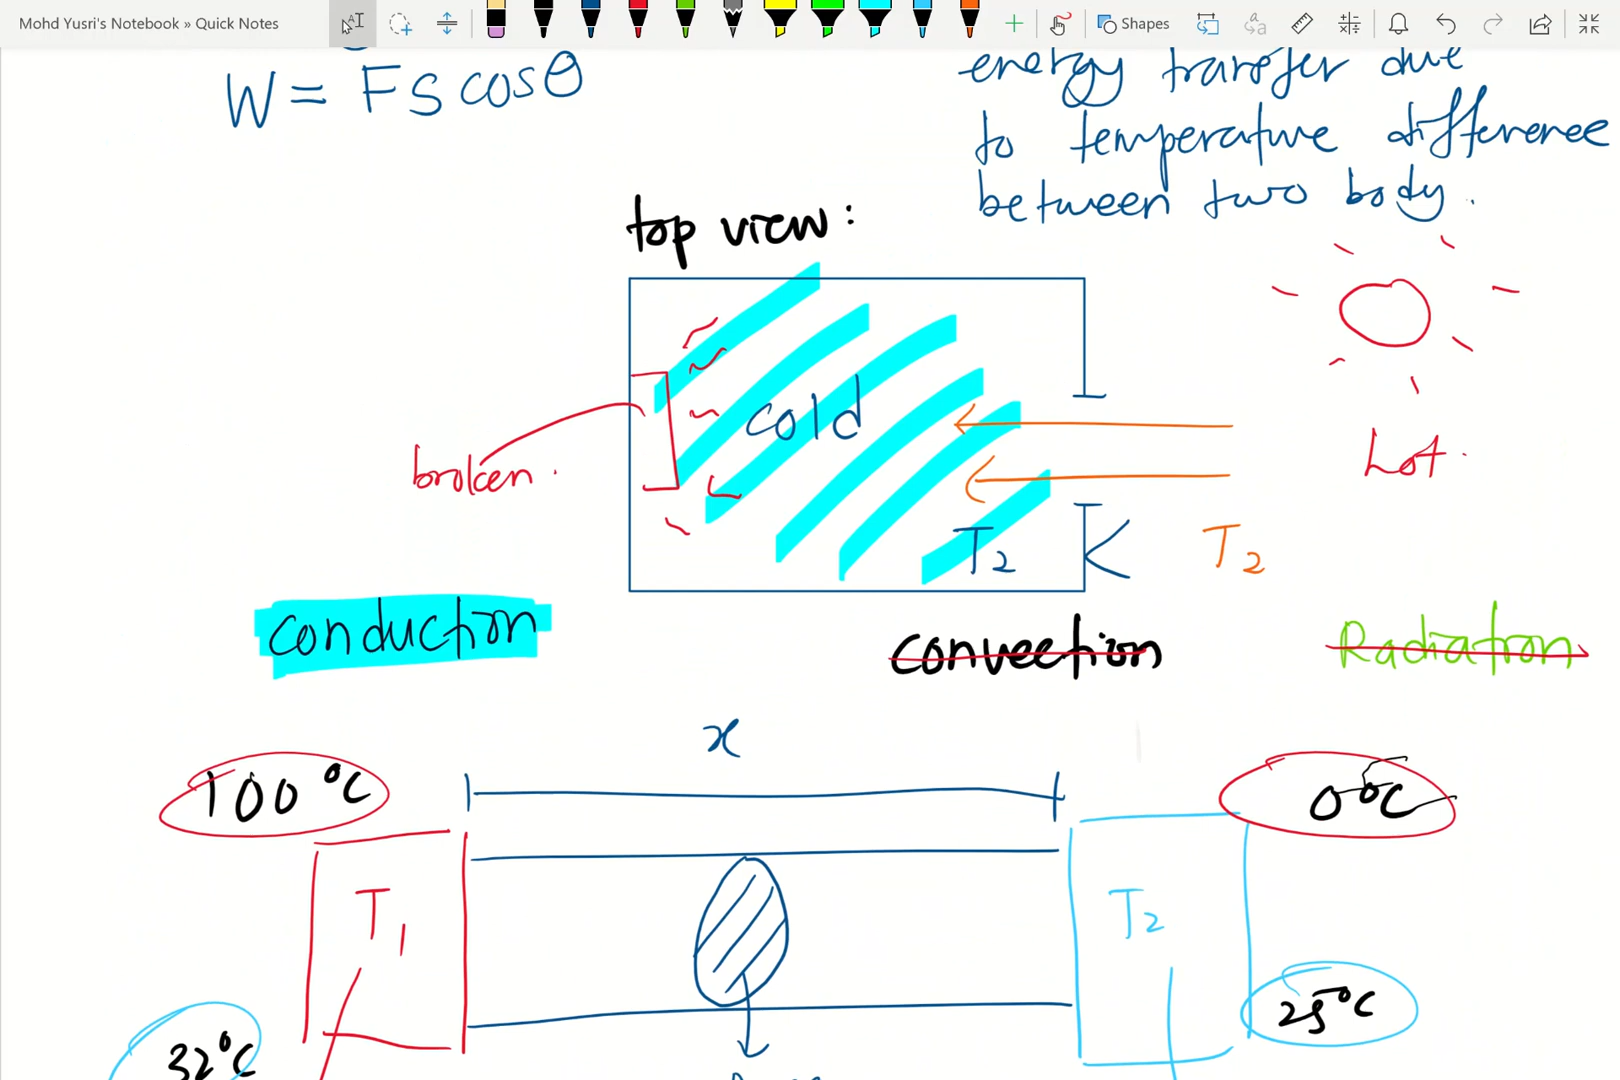 Mohd Yusri's Notebook » Quick Notes
Shapes
W = F s cosθ
energy transfer due
to temperature difference
between two body.
top view :
cold
broken.
hot.
T2
K
T2
conduction
convection
Radiation
x
100 °C
0 °C
T1
T2
25 °C
32 °C